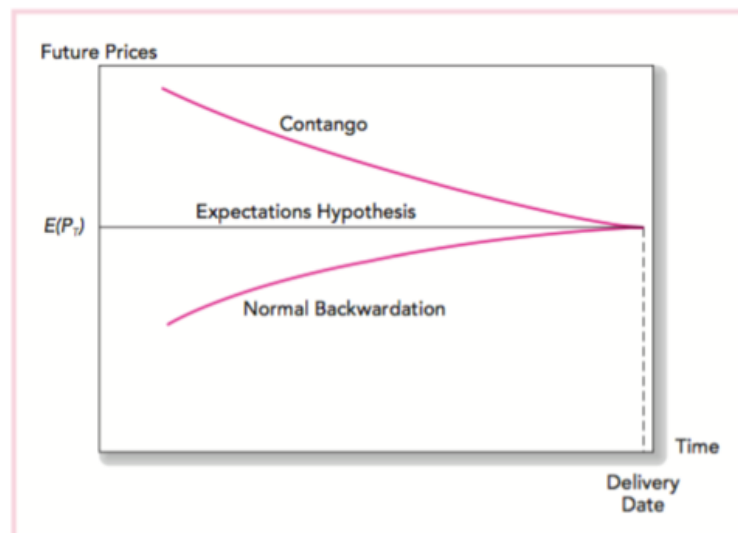 Future Prices
Contango
Expectations Hypothesis
E(P_T)
Normal Backwardation
Time
Delivery
Date